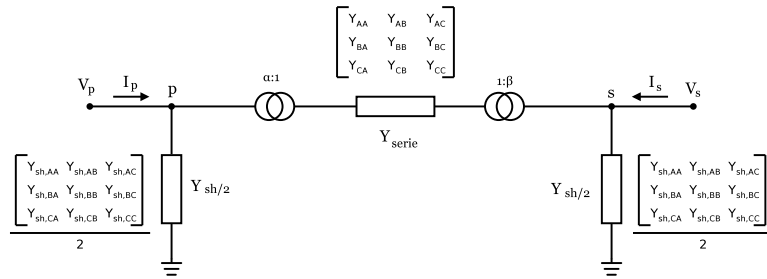 Y_AA Y_AB Y_AC
Y_BA Y_BB Y_BC
Y_CA Y_CB Y_CC
α:1
1:β
V_p
I_p
p
s
I_s
V_s
Y_serie
Y_sh,AA Y_sh,AB Y_sh,AC
Y_sh,BA Y_sh,BB Y_sh,BC
Y_sh,CA Y_sh,CB Y_sh,CC
2
Y_sh/2
Y_sh/2
Y_sh,AA Y_sh,AB Y_sh,AC
Y_sh,BA Y_sh,BB Y_sh,BC
Y_sh,CA Y_sh,CB Y_sh,CC
2